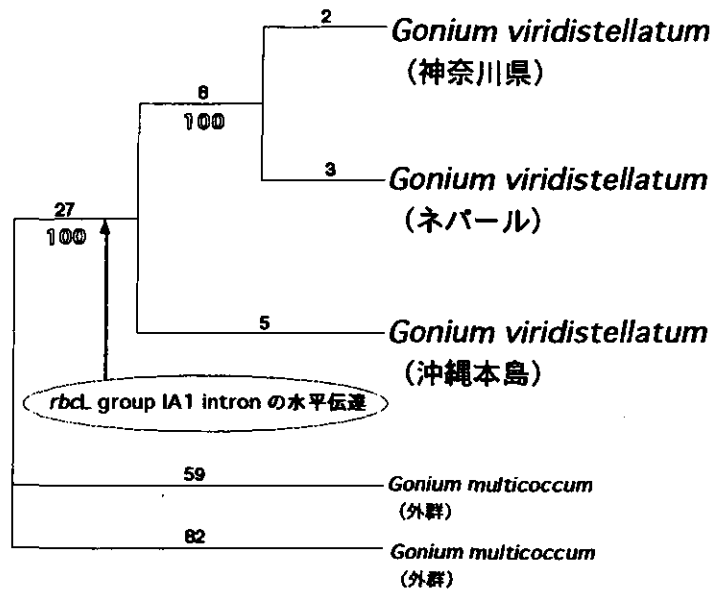 2
Gonium viridistellatum
(神奈川県)
8
100
3
Gonium viridistellatum
(ネパール)
27
100
5
Gonium viridistellatum
(沖縄本島)
rbcL group IA1 intron の水平伝達
59
Gonium multicoccum
(外群)
82
Gonium multicoccum
(外群)